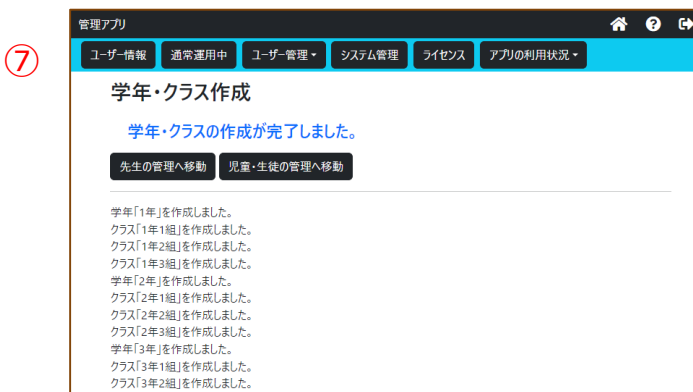 ⑦
管理アプリ
ユーザー情報 通常運用中 ユーザー管理 システム管理 ライセンス アプリの利用状況
学年・クラス作成
学年・クラスの作成が完了しました。
先生の管理へ移動 児童・生徒の管理へ移動
学年「1年」を作成しました。
クラス「1年1組」を作成しました。
クラス「1年2組」を作成しました。
クラス「1年3組」を作成しました。
学年「2年」を作成しました。
クラス「2年1組」を作成しました。
クラス「2年2組」を作成しました。
クラス「2年3組」を作成しました。
学年「3年」を作成しました。
クラス「3年1組」を作成しました。
クラス「3年2組」を作成しました。